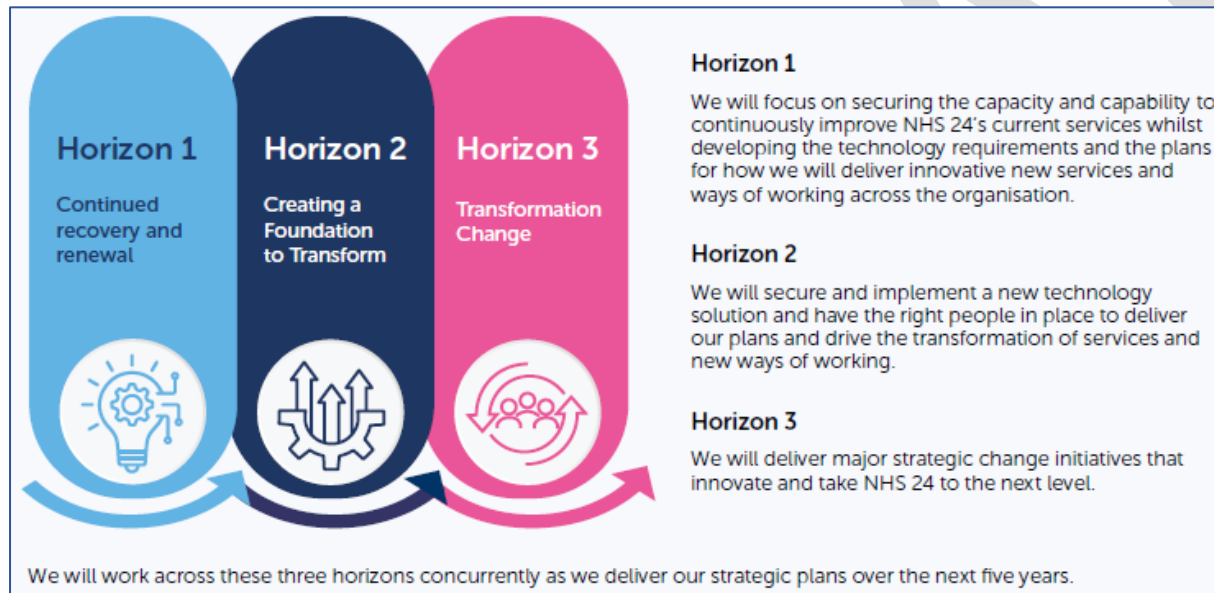 Horizon 1
Continued
recovery and
renewal
Horizon 2
Creating a
Foundation
to Transform
Horizon 3
Transformation
Change
Horizon 1
We will focus on securing the capacity and capability to
continuously improve NHS 24's current services whilst
developing the technology requirements and the plans
for how we will deliver innovative new services and
ways of working across the organisation.
Horizon 2
We will secure and implement a new technology
solution and have the right people in place to deliver
our plans and drive the transformation of services and
new ways of working.
Horizon 3
We will deliver major strategic change initiatives that
innovate and take NHS 24 to the next level.
We will work across these three horizons concurrently as we deliver our strategic plans over the next five years.